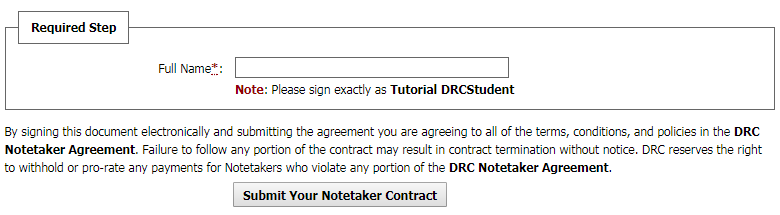 Required Step
Full Name*:
Note: Please sign exactly as Tutorial DRCStudent
By signing this document electronically and submitting the agreement you are agreeing to all of the terms, conditions, and policies in the DRC
Notetaker Agreement. Failure to follow any portion of the contract may result in contract termination without notice. DRC reserves the right
to withhold or pro-rate any payments for Notetakers who violate any portion of the DRC Notetaker Agreement.
Submit Your Notetaker Contract